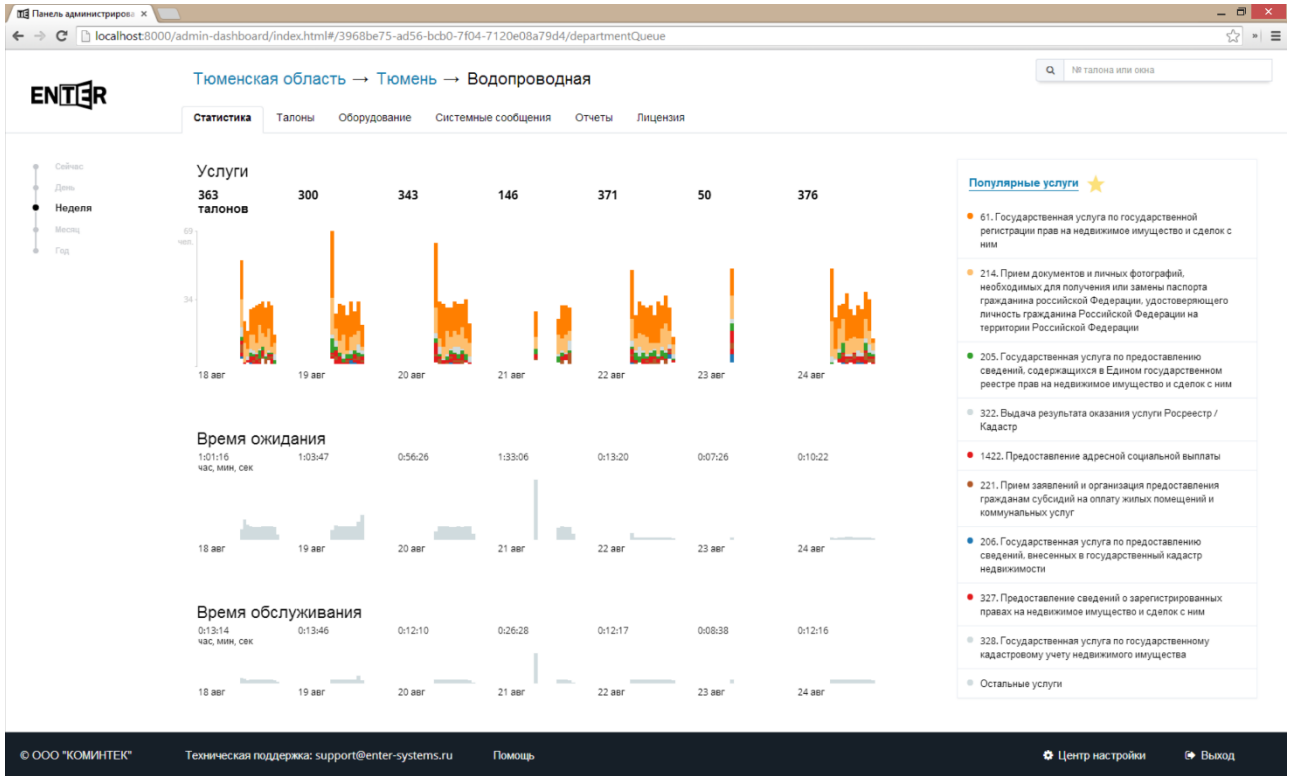 Панель администрирова
localhost:8000/admin-dashboard/index.html#/3968be75-ad56-bcb0-7f04-7120e08a79d4/departmentQueue
ENTER
Тюменская область → Тюмень → Водопроводная
№ талона или окна
Статистика Талоны Оборудование Системные сообщения Отчеты Лицензия
Сейчас
День
Неделя
Месяц
Год
Услуги
363 300 343 146 371 50 376
талонов
69
чел.
34
18 авг 19 авг 20 авг 21 авг 22 авг 23 авг 24 авг
Время ожидания
1:01:16 1:03:47 0:56:26 1:33:06 0:13:20 0:07:26 0:10:22
час, мин, сек
18 авг 19 авг 20 авг 21 авг 22 авг 23 авг 24 авг
Время обслуживания
0:13:14 0:13:46 0:12:10 0:26:28 0:12:17 0:08:38 0:12:16
час, мин, сек
18 авг 19 авг 20 авг 21 авг 22 авг 23 авг 24 авг
Популярные услуги
61. Государственная услуга по государственной
регистрации прав на недвижимое имущество и сделок с
ним
214. Прием документов и личных фотографий,
необходимых для получения или замены паспорта
гражданина российской Федерации, удостоверяющего
личность гражданина Российской Федерации на
территории Российской Федерации
205. Государственная услуга по предоставлению
сведений, содержащихся в Едином государственном
реестре прав на недвижимое имущество и сделок с ним
322. Выдача результата оказания услуги Росреестр /
Кадастр
1422. Предоставление адресной социальной выплаты
221. Прием заявлений и организация предоставления
гражданам субсидий на оплату жилых помещений и
коммунальных услуг
206. Государственная услуга по предоставлению
сведений, внесенных в государственный кадастр
недвижимости
327. Предоставление сведений о зарегистрированных
правах на недвижимое имущество и сделок с ним
328. Государственная услуга по государственному
кадастровому учету недвижимого имущества
Остальные услуги
© ООО "КОМИНТЕК" Техническая поддержка: support@enter-systems.ru Помощь Центр настройки Выход